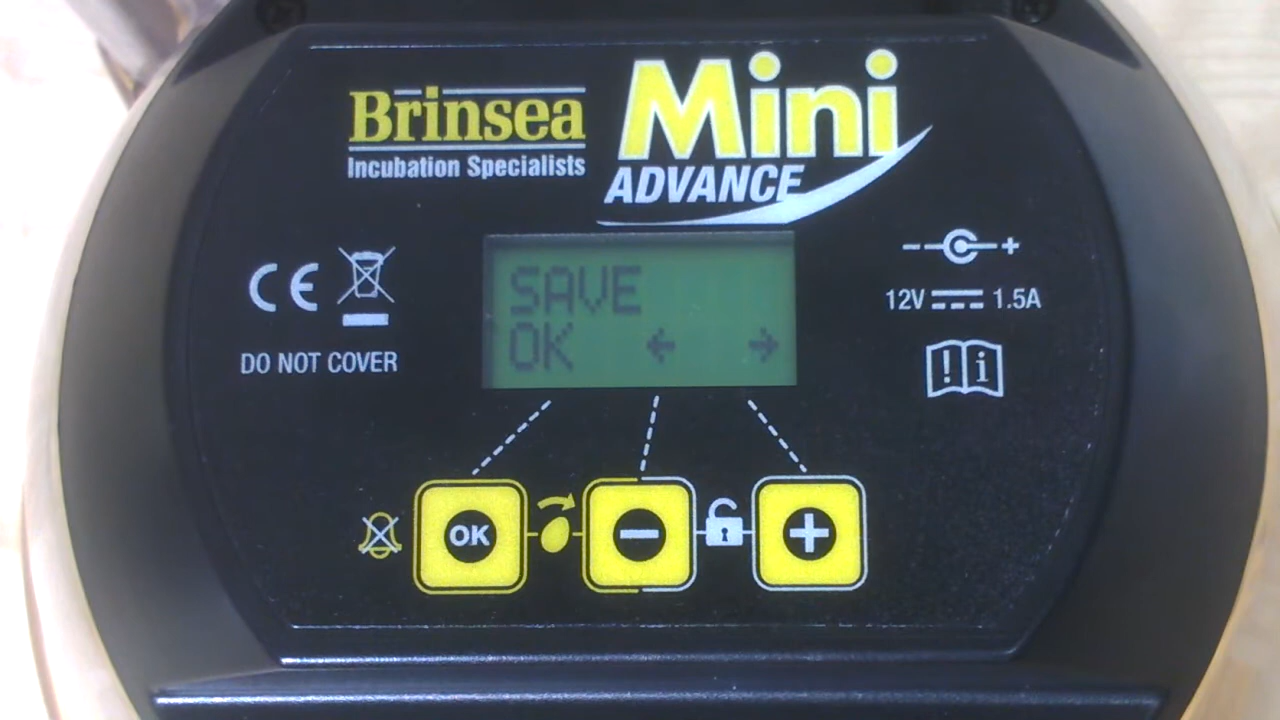 Brinsea
Incubation Specialists
Mini
ADVANCE
CE
DO NOT COVER
SAVE
OK ← →
- +
12V 1.5A
! i
OK - +